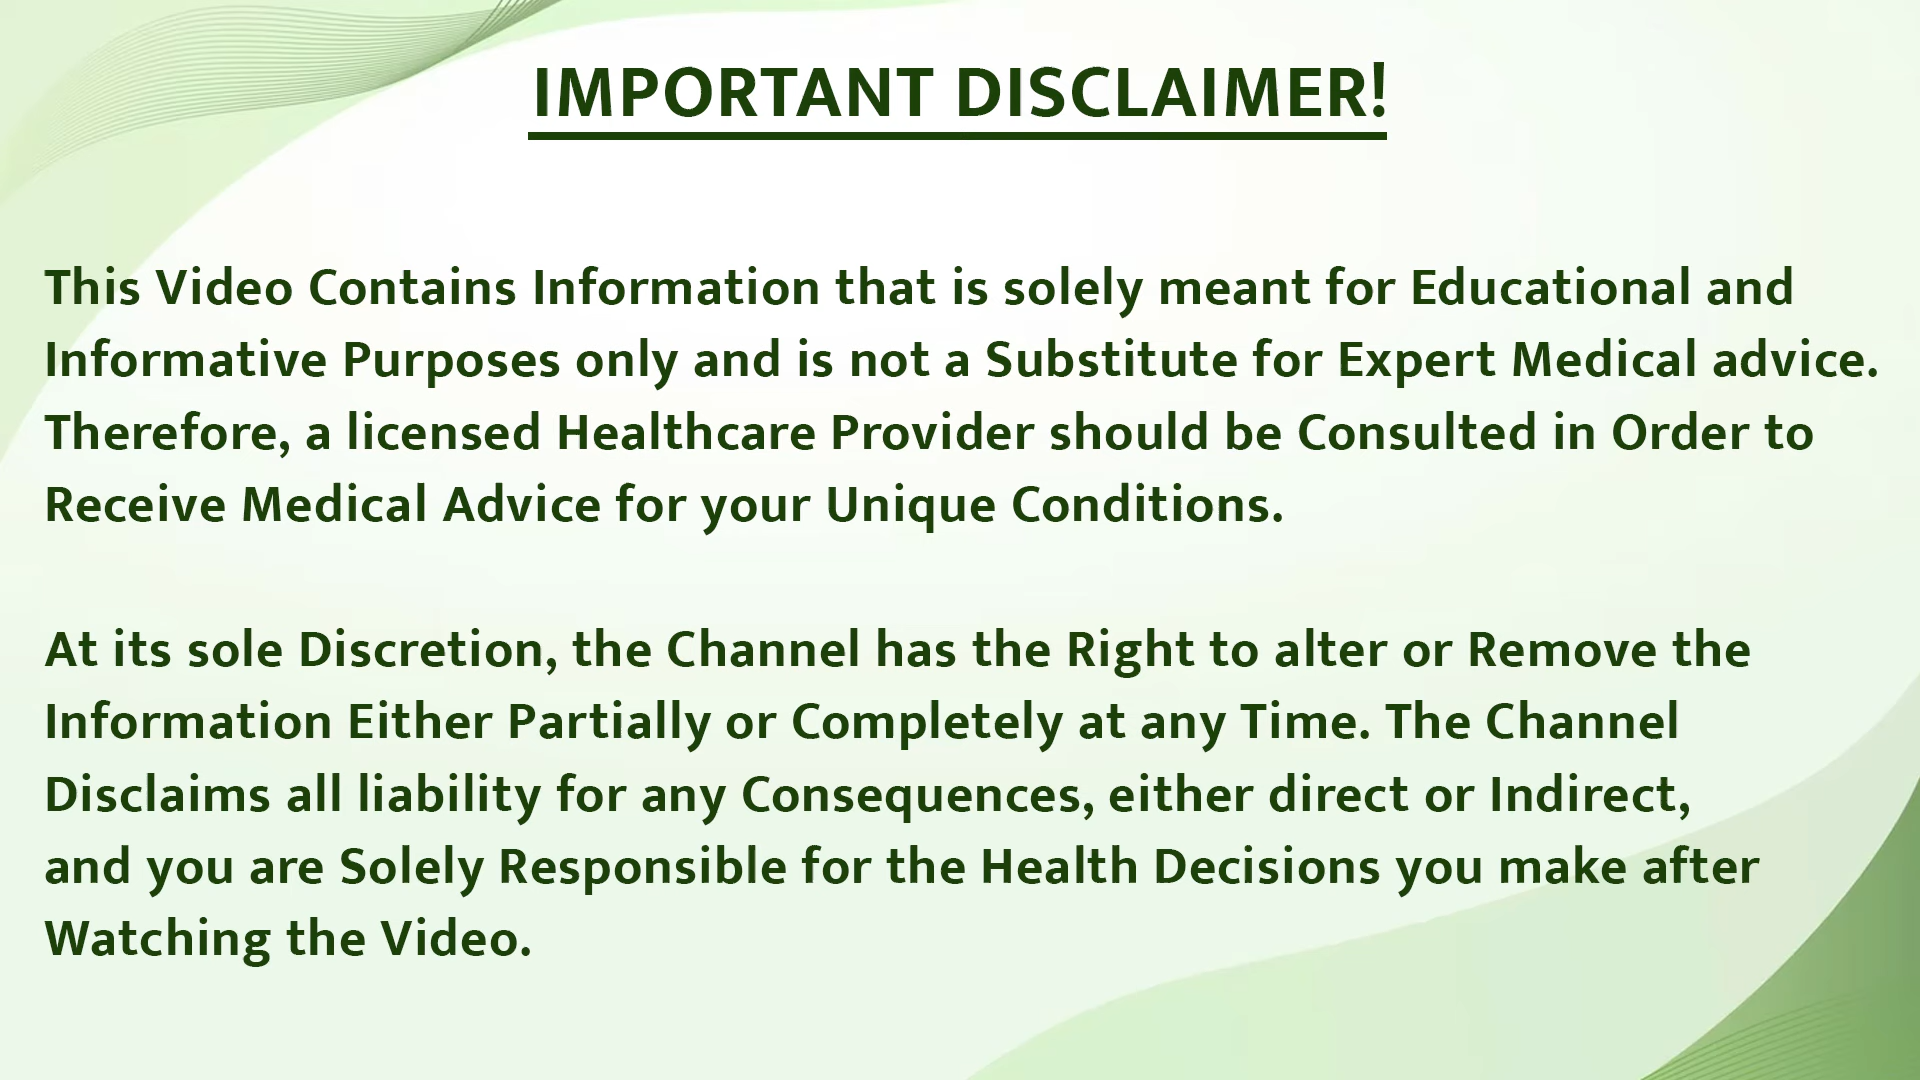 IMPORTANT DISCLAIMER!
This Video Contains Information that is solely meant for Educational and
Informative Purposes only and is not a Substitute for Expert Medical advice.
Therefore, a licensed Healthcare Provider should be Consulted in Order to
Receive Medical Advice for your Unique Conditions.
At its sole Discretion, the Channel has the Right to alter or Remove the
Information Either Partially or Completely at any Time. The Channel
Disclaims all liability for any Consequences, either direct or Indirect,
and you are Solely Responsible for the Health Decisions you make after
Watching the Video.